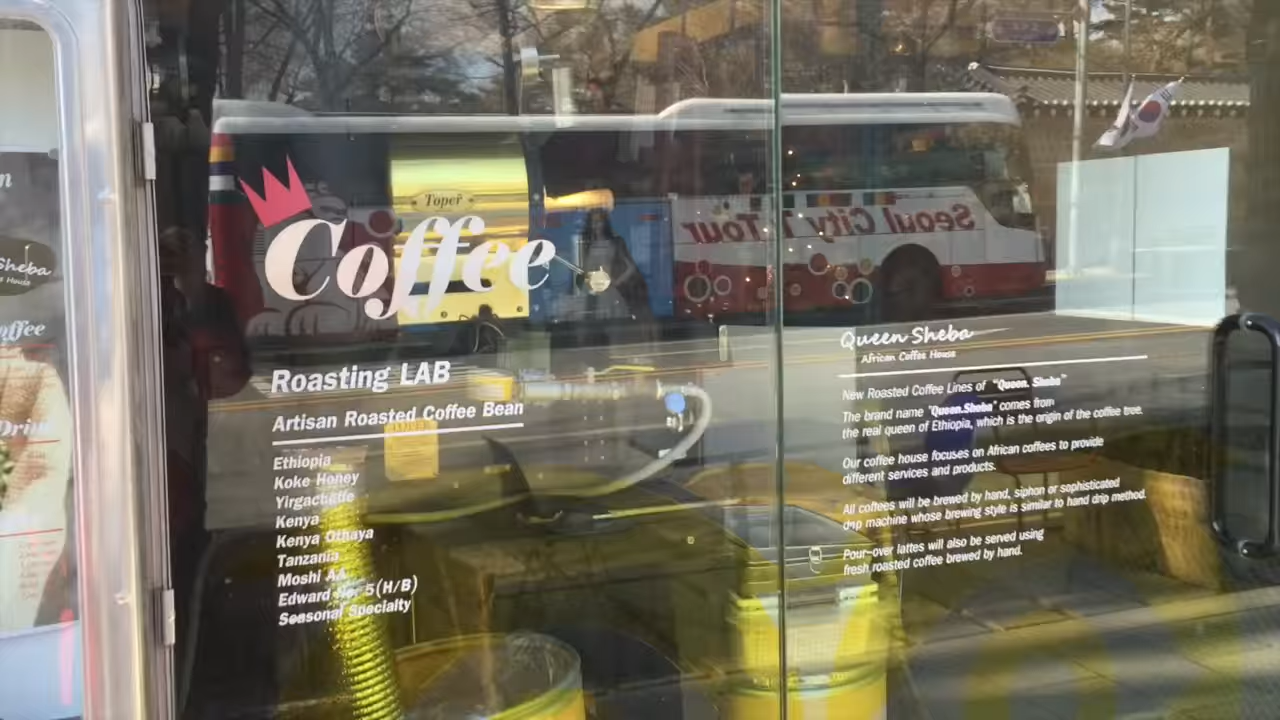 Sheba
Toper
Coffee
Roasting LAB
Artisan Roasted Coffee Bean
Ethiopia
Koke Honey
Yirgacheffe
Kenya
Kenya Othaya
Tanzania
Moshi AA
Edward No. 5(H/B)
Seasonal Specialty
Seoul City Tour
Queen Sheba
African Coffee House
New Roasted Coffee Lines of "Queen. Sheba"
The brand name "Queen.Sheba" comes from
the real queen of Ethiopia, which is the origin of the coffee tree.
Our coffee house focuses on African coffees to provide
different services and products.
All coffees will be brewed by hand, siphon or sophisticated
drip machine whose brewing style is similar to hand drip method.
Pour-over lattes will also be served using
fresh roasted coffee brewed by hand.